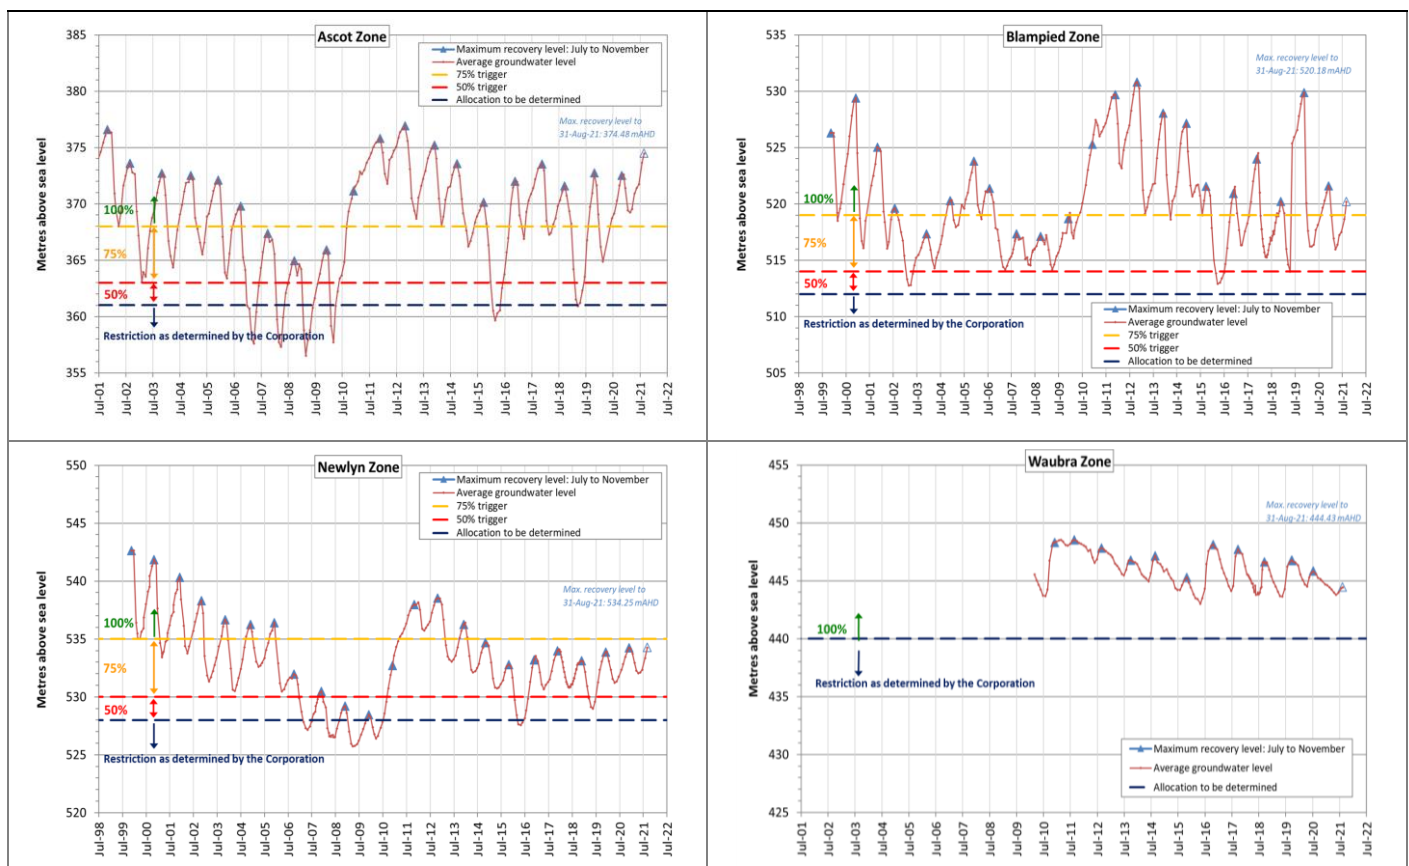 Ascot Zone
Metres above sea level
385
380
375
370
365
360
355
Maximum recovery level: July to November
Average groundwater level
75% trigger
50% trigger
Allocation to be determined
Max. recovery level to
31-Aug-21: 374.48 mAHD
100%
75%
50%
Restriction as determined by the Corporation
Jul-01
Jul-02
Jul-03
Jul-04
Jul-05
Jul-06
Jul-07
Jul-08
Jul-09
Jul-10
Jul-11
Jul-12
Jul-13
Jul-14
Jul-15
Jul-16
Jul-17
Jul-18
Jul-19
Jul-20
Jul-21
Jul-22
Blampied Zone
Metres above sea level
535
530
525
520
515
510
505
Max. recovery level to
31-Aug-21: 520.18 mAHD
100%
75%
50%
Restriction as determined by the Corporation
Maximum recovery level: July to November
Average groundwater level
75% trigger
50% trigger
Allocation to be determined
Jul-98
Jul-99
Jul-00
Jul-01
Jul-02
Jul-03
Jul-04
Jul-05
Jul-06
Jul-07
Jul-08
Jul-09
Jul-10
Jul-11
Jul-12
Jul-13
Jul-14
Jul-15
Jul-16
Jul-17
Jul-18
Jul-19
Jul-20
Jul-21
Jul-22
Newlyn Zone
Metres above sea level
550
545
540
535
530
525
520
Maximum recovery level: July to November
Average groundwater level
75% trigger
50% trigger
Allocation to be determined
Max. recovery level to
31-Aug-21: 534.25 mAHD
100%
75%
50%
Restriction as determined by the Corporation
Jul-98
Jul-99
Jul-00
Jul-01
Jul-02
Jul-03
Jul-04
Jul-05
Jul-06
Jul-07
Jul-08
Jul-09
Jul-10
Jul-11
Jul-12
Jul-13
Jul-14
Jul-15
Jul-16
Jul-17
Jul-18
Jul-19
Jul-20
Jul-21
Jul-22
Waubra Zone
Metres above sea level
455
450
445
440
435
430
425
Max. recovery level to
31-Aug-21: 444.43 mAHD
100%
Restriction as determined by the Corporation
Maximum recovery level: July to November
Average groundwater level
Allocation to be determined
Jul-01
Jul-02
Jul-03
Jul-04
Jul-05
Jul-06
Jul-07
Jul-08
Jul-09
Jul-10
Jul-11
Jul-12
Jul-13
Jul-14
Jul-15
Jul-16
Jul-17
Jul-18
Jul-19
Jul-20
Jul-21
Jul-22